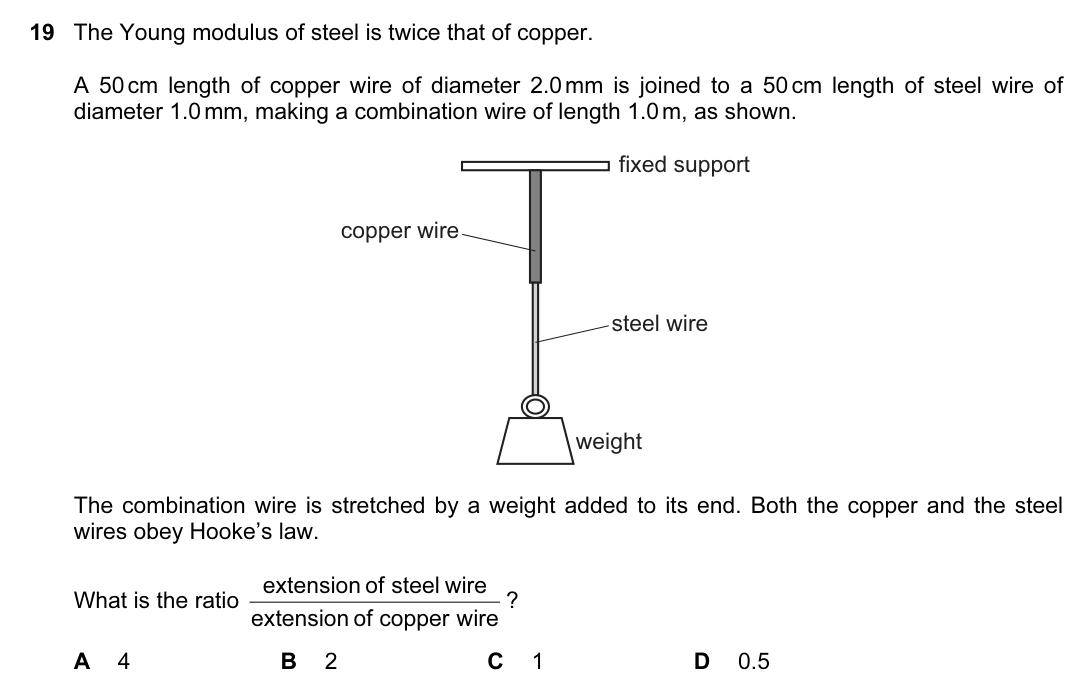 19 The Young modulus of steel is twice that of copper.
A 50 cm length of copper wire of diameter 2.0 mm is joined to a 50 cm length of steel wire of
diameter 1.0 mm, making a combination wire of length 1.0 m, as shown.
fixed support
copper wire
steel wire
weight
The combination wire is stretched by a weight added to its end. Both the copper and the steel
wires obey Hooke’s law.
What is the ratio extension of steel wire / extension of copper wire ?
A 4 B 2 C 1 D 0.5